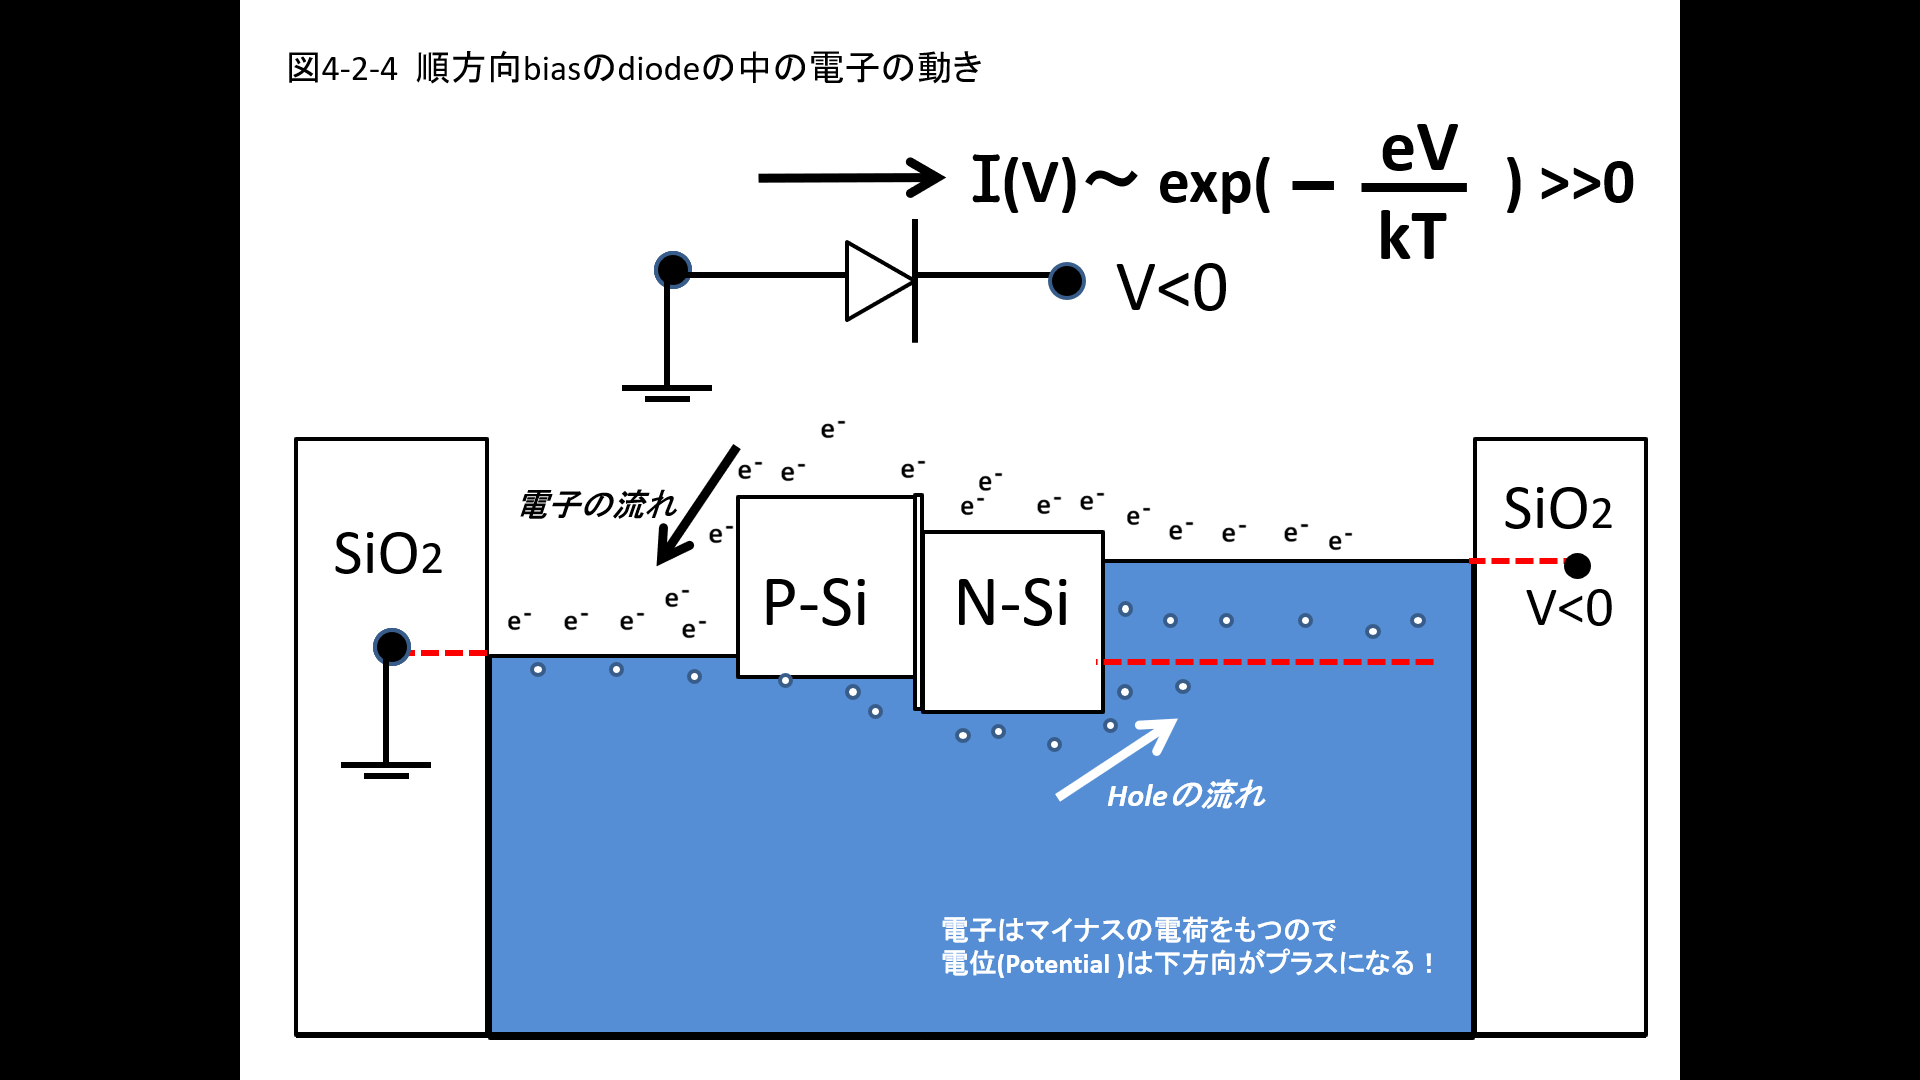 図4-2-4 順方向biasのdiodeの中の電子の動き
I(V)～ exp( － eV/kT ) >>0
V<0
e- e- e- e- e- e- e- e- e- e- e- e- e- e-
電子の流れ
SiO2
SiO2
P-Si
N-Si
V<0
e- e- e- e- e-
Holeの流れ
電子はマイナスの電荷をもつので
電位(Potential )は下方向がプラスになる！